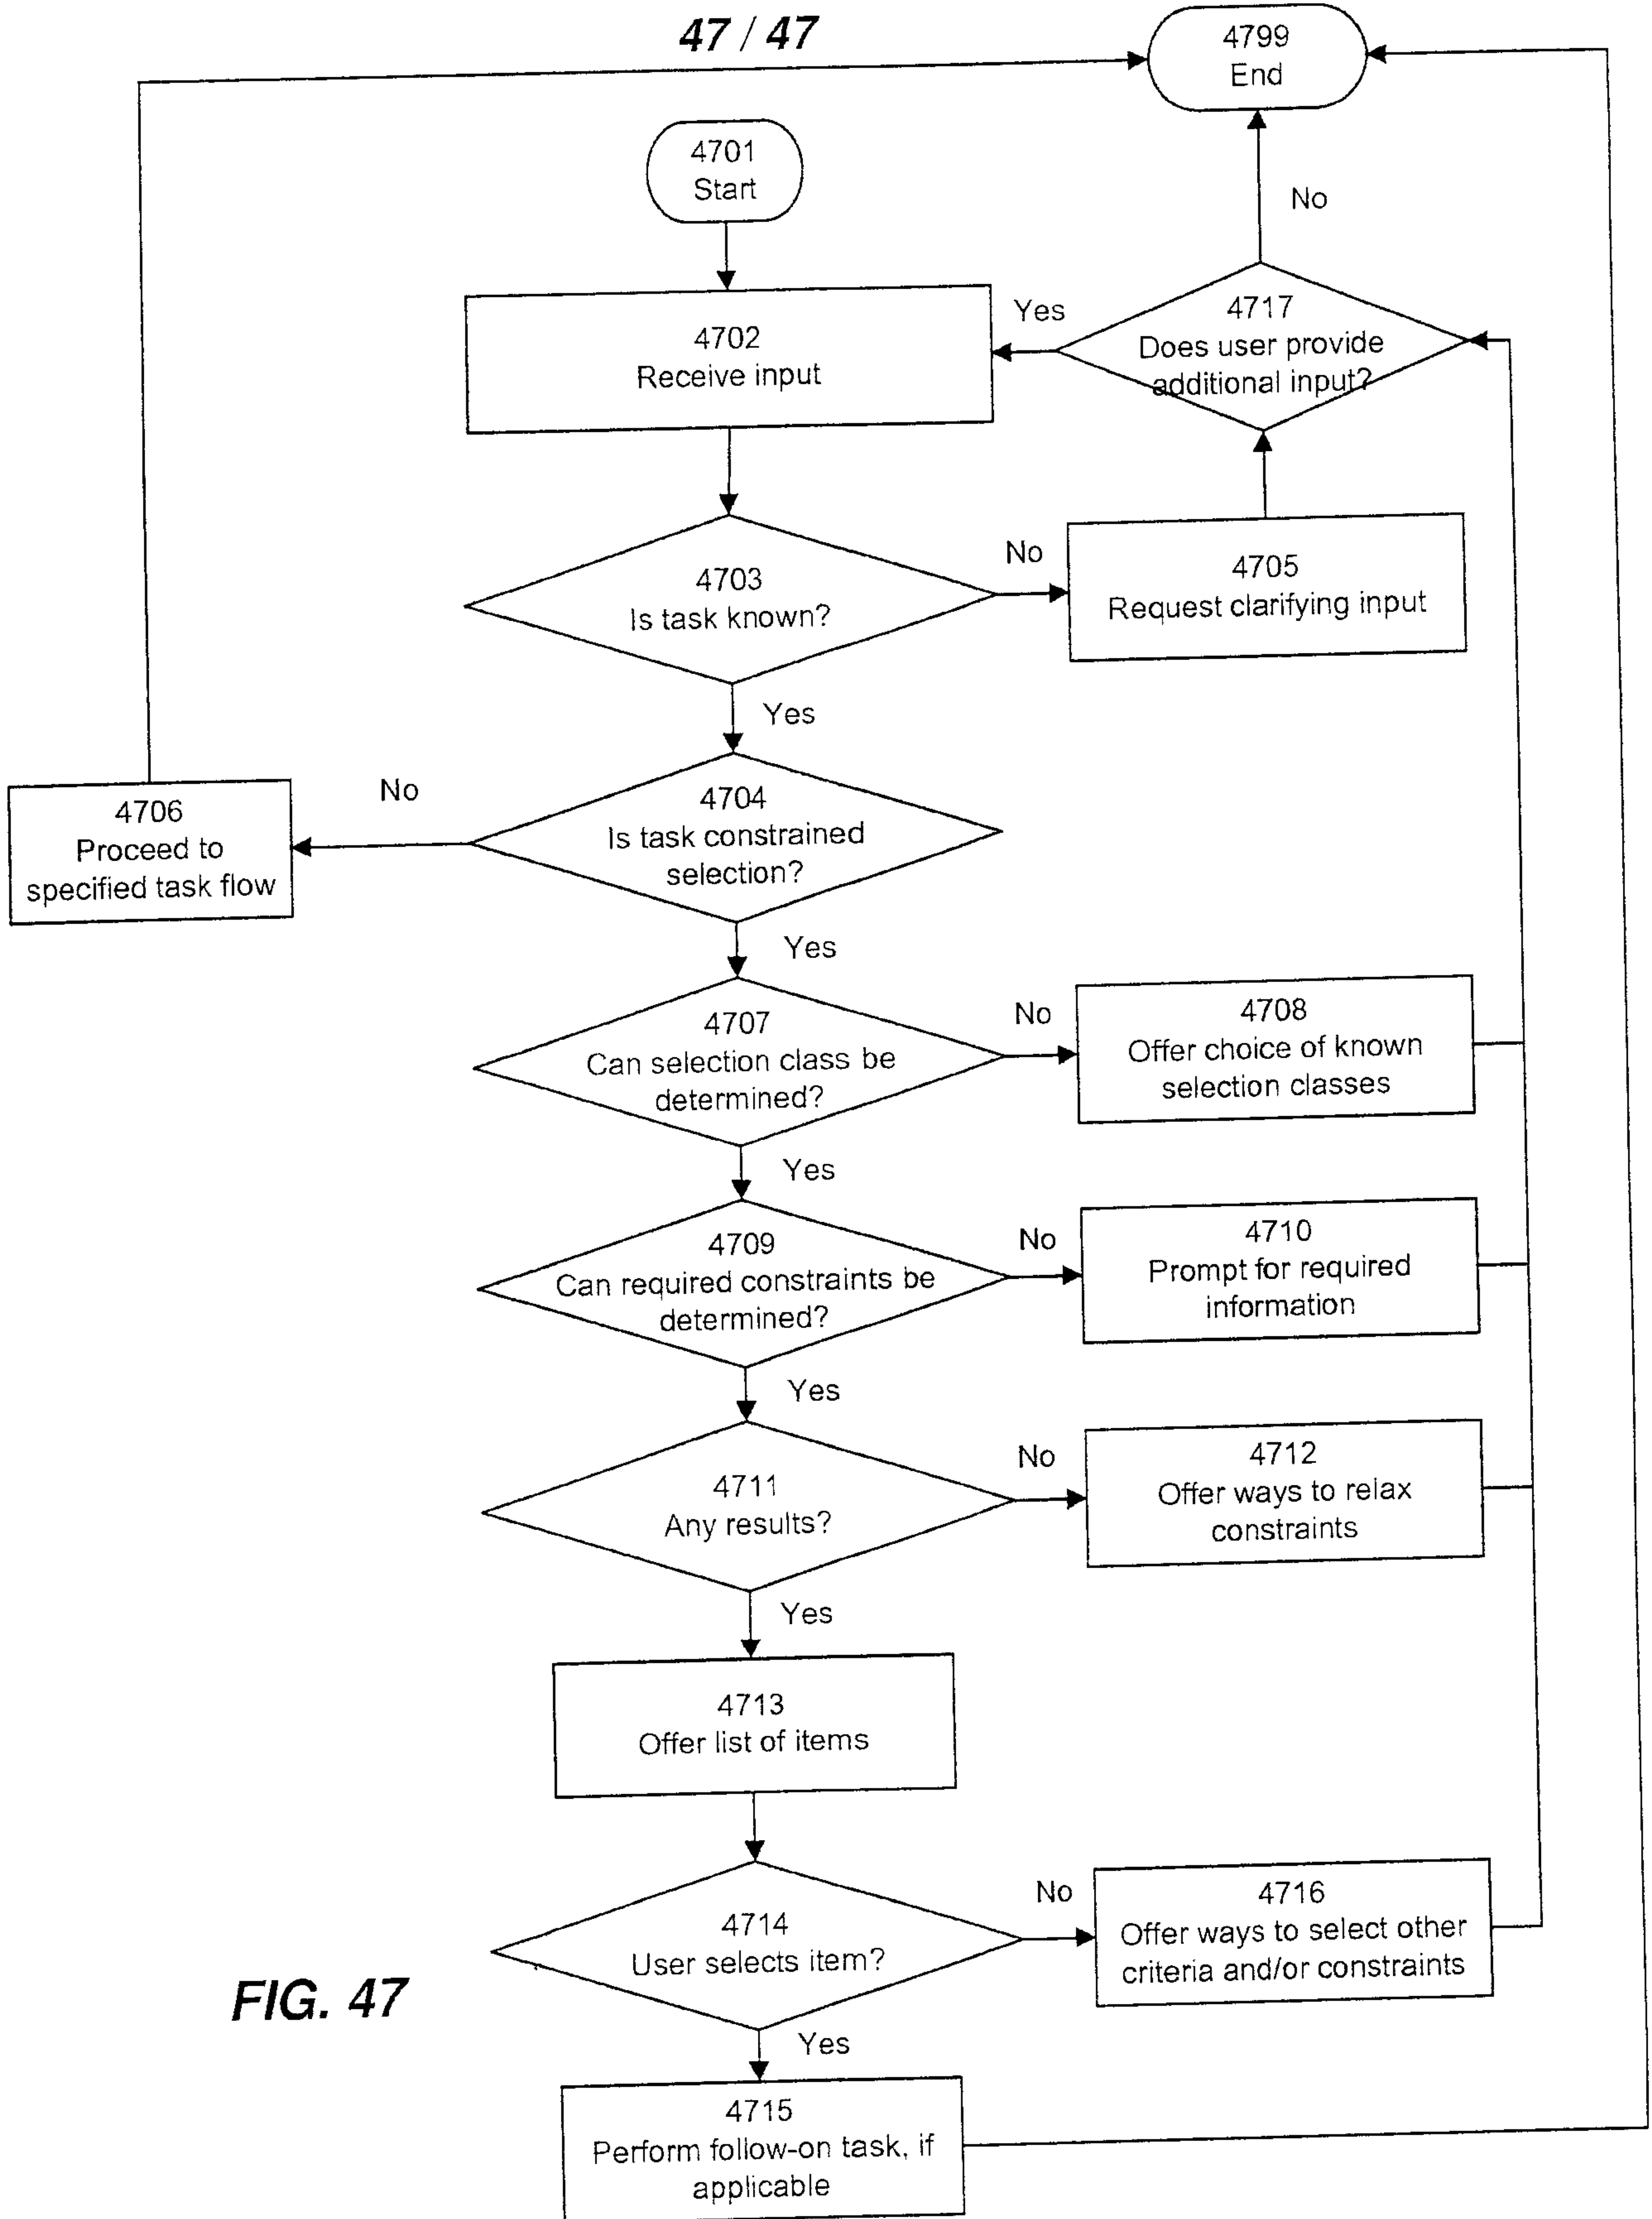 47 / 47
4799
End
4701
Start
No
4717
Does user provide
additional input?
Yes
4702
Receive input
4703
Is task known?
No
4705
Request clarifying input
Yes
4704
Is task constrained
selection?
No
4706
Proceed to
specified task flow
Yes
4707
Can selection class be
determined?
No
4708
Offer choice of known
selection classes
Yes
4709
Can required constraints be
determined?
No
4710
Prompt for required
information
Yes
4711
Any results?
No
4712
Offer ways to relax
constraints
Yes
4713
Offer list of items
4714
User selects item?
No
4716
Offer ways to select other
criteria and/or constraints
FIG. 47
Yes
4715
Perform follow-on task, if
applicable